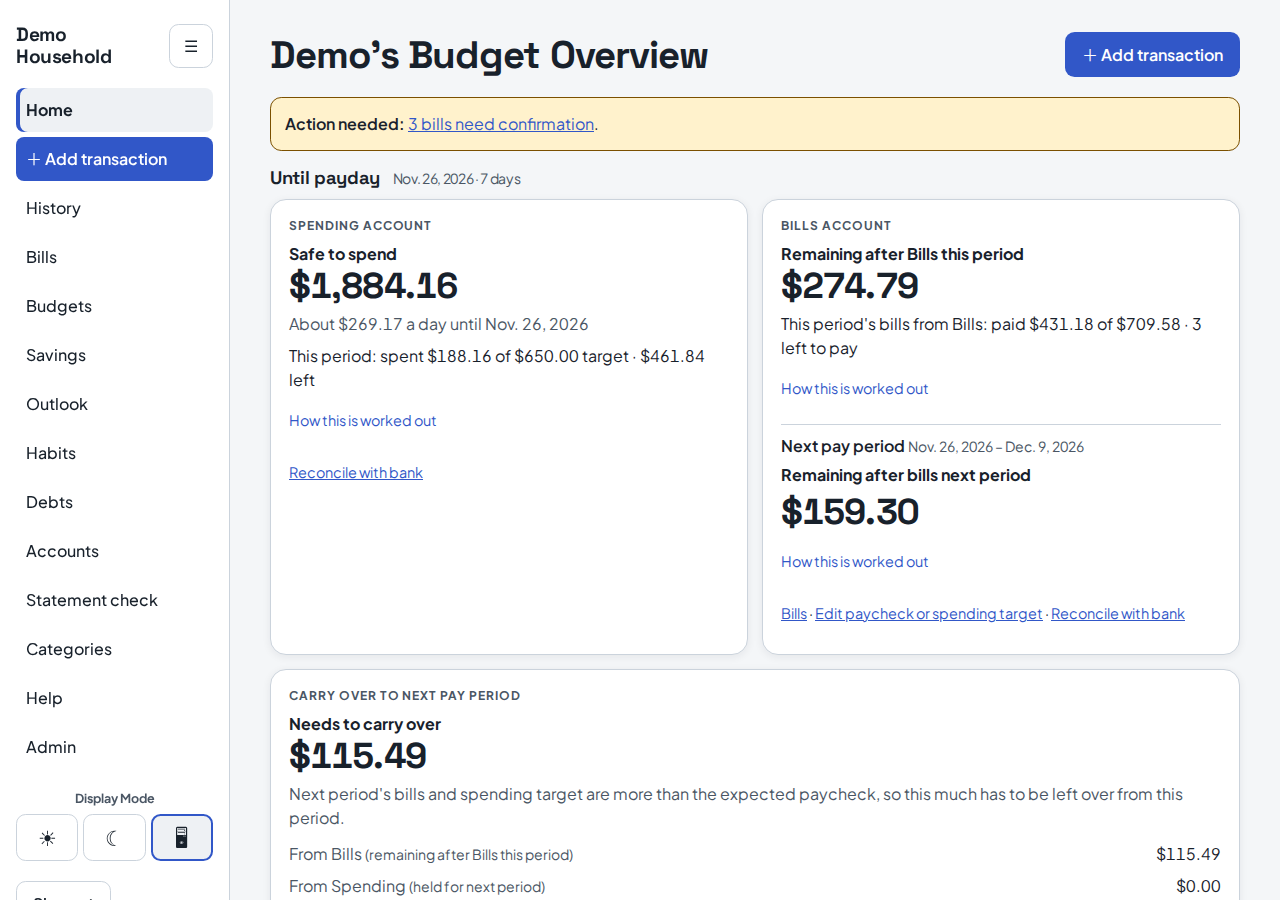 Demo
Household
☰
Home
+ Add transaction
History
Bills
Budgets
Savings
Outlook
Habits
Debts
Accounts
Statement check
Categories
Help
Admin
Display Mode
Demo's Budget Overview
+ Add transaction
Action needed: 3 bills need confirmation.
Until payday Nov. 26, 2026 · 7 days
SPENDING ACCOUNT
Safe to spend
$1,884.16
About $269.17 a day until Nov. 26, 2026
This period: spent $188.16 of $650.00 target · $461.84
left
How this is worked out
Reconcile with bank
BILLS ACCOUNT
Remaining after Bills this period
$274.79
This period's bills from Bills: paid $431.18 of $709.58 · 3
left to pay
How this is worked out
Next pay period Nov. 26, 2026 – Dec. 9, 2026
Remaining after bills next period
$159.30
How this is worked out
Bills · Edit paycheck or spending target · Reconcile with bank
CARRY OVER TO NEXT PAY PERIOD
Needs to carry over
$115.49
Next period's bills and spending target are more than the expected paycheck, so this much has to be left over from this
period.
From Bills (remaining after Bills this period) $115.49
From Spending (held for next period) $0.00